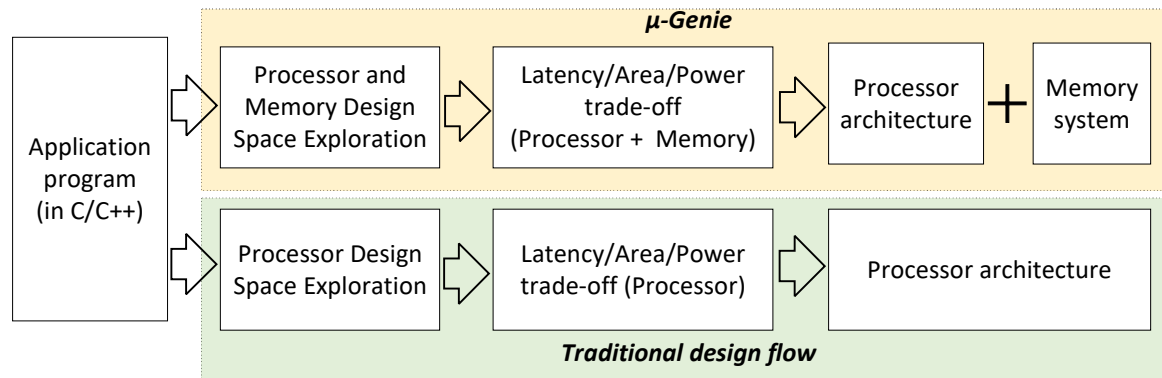 μ-Genie
Application
program
(in C/C++)
Processor and
Memory Design
Space Exploration
Latency/Area/Power
trade-off
(Processor + Memory)
Processor
architecture
+
Memory
system
Processor Design
Space Exploration
Latency/Area/Power
trade-off (Processor)
Processor architecture
Traditional design flow